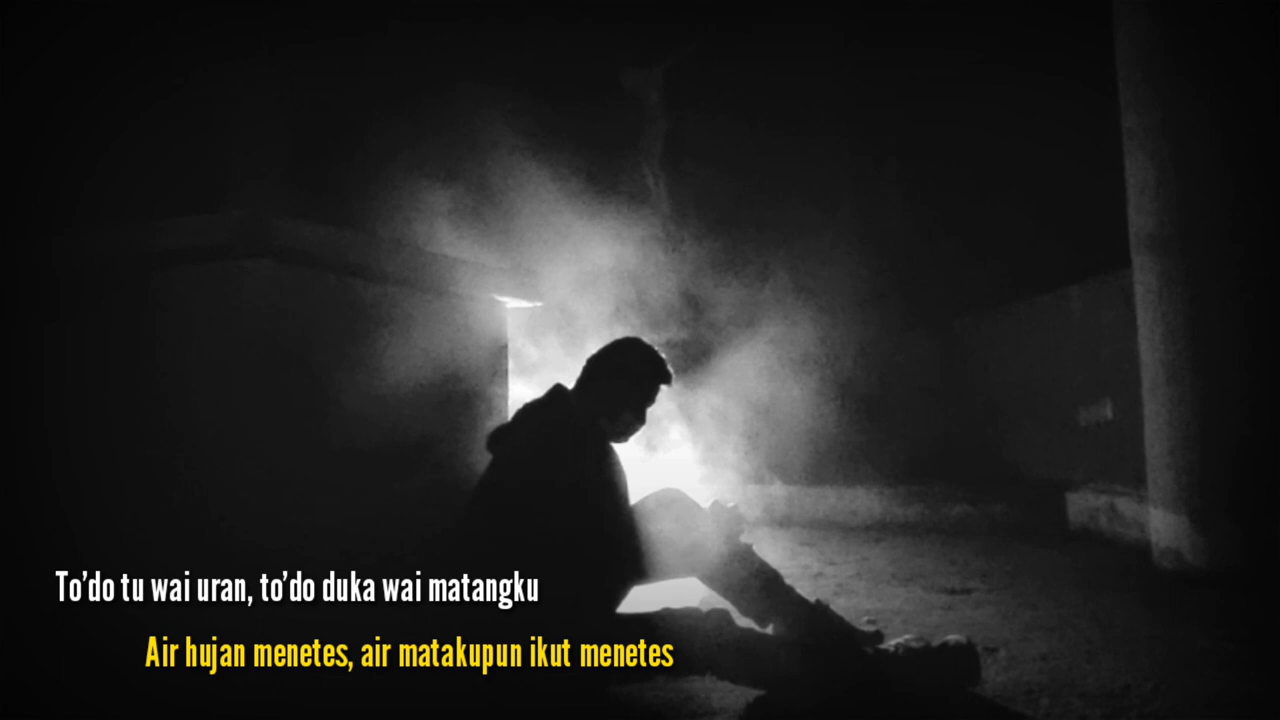 To’do tu wai uran, to’do duka wai matangku
Air hujan menetes, air matakupun ikut menetes